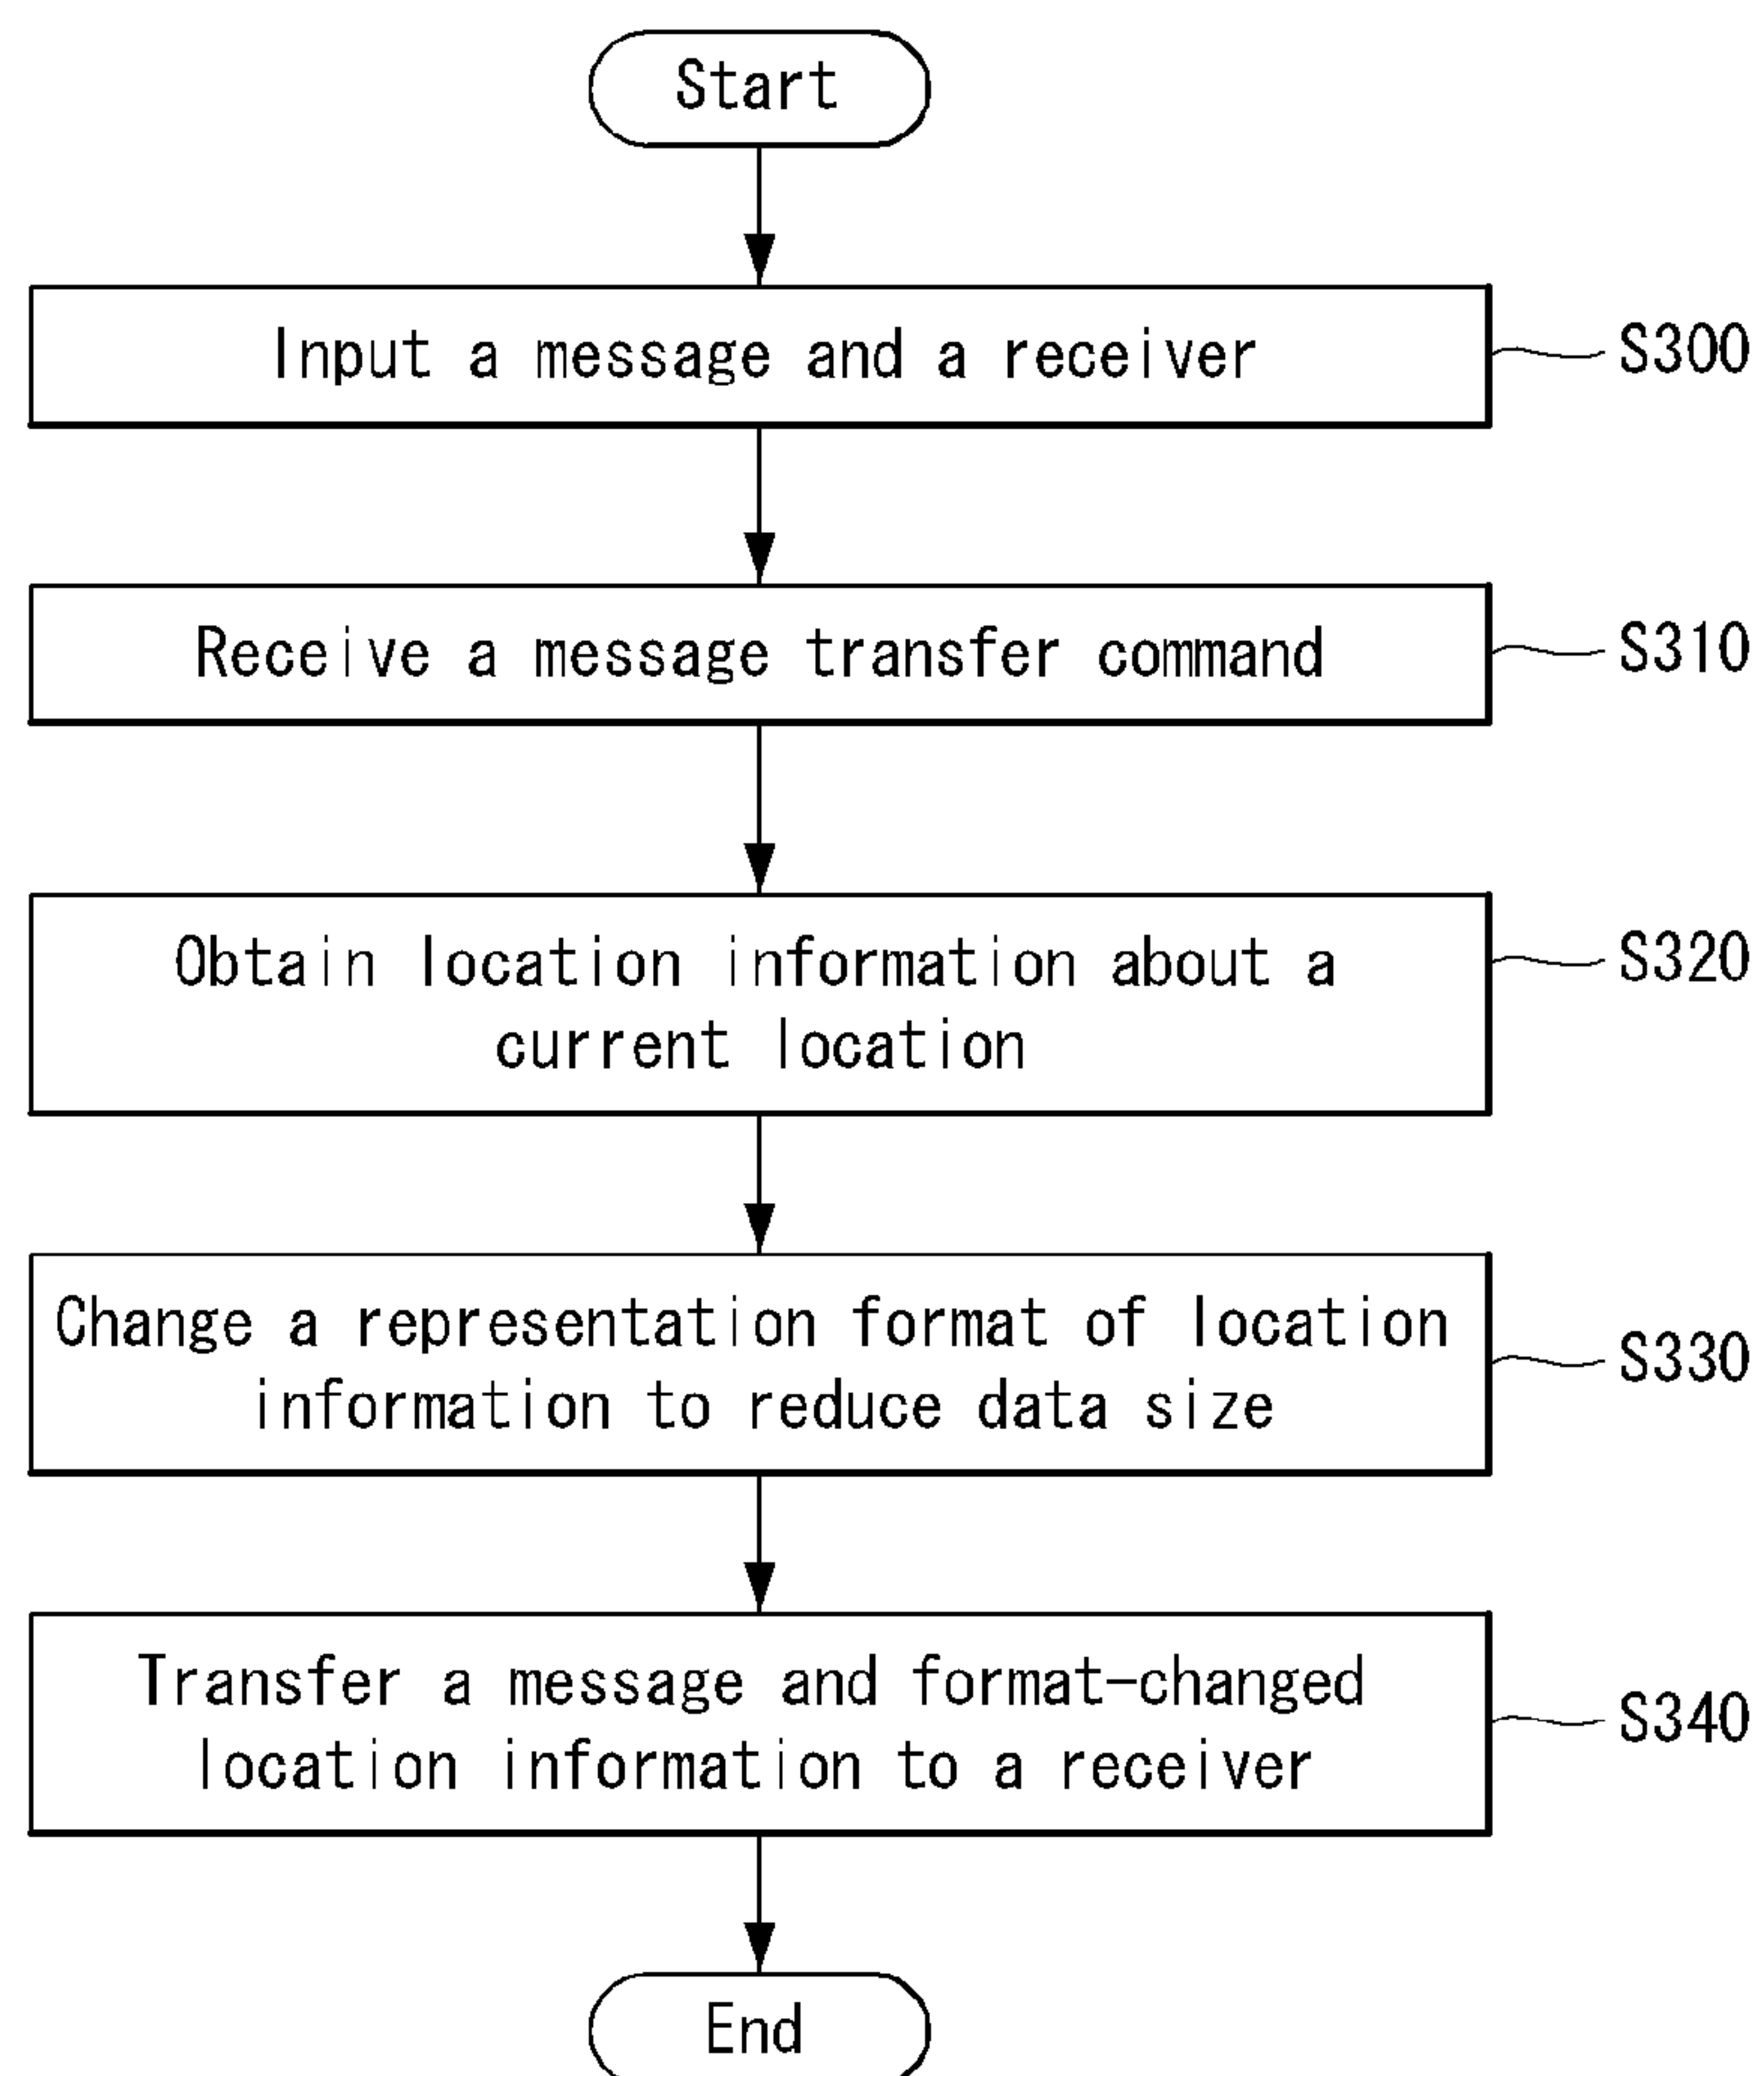 Start
Input a message and a receiver
S300
Receive a message transfer command
S310
Obtain location information about a
current location
S320
Change a representation format of location
information to reduce data size
S330
Transfer a message and format-changed
location information to a receiver
S340
End